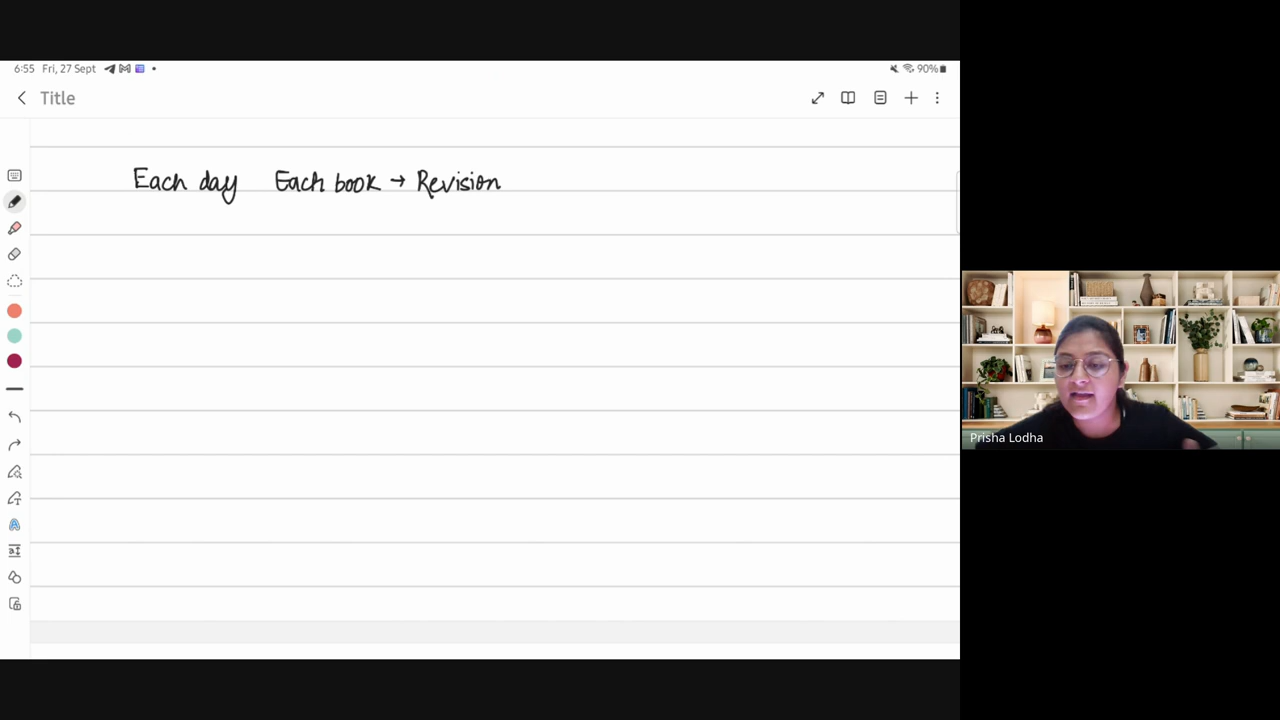 6:55 Fri, 27 Sept 90%
Title
Each day Each book → Revision
Prisha Lodha